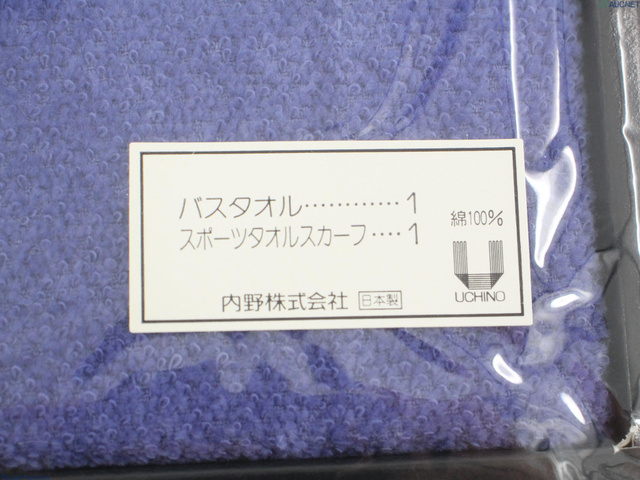 AUCNET
バスタオル…………1
スポーツタオルスカーフ‥‥1
綿100%
UCHINO
内野株式会社 日本製